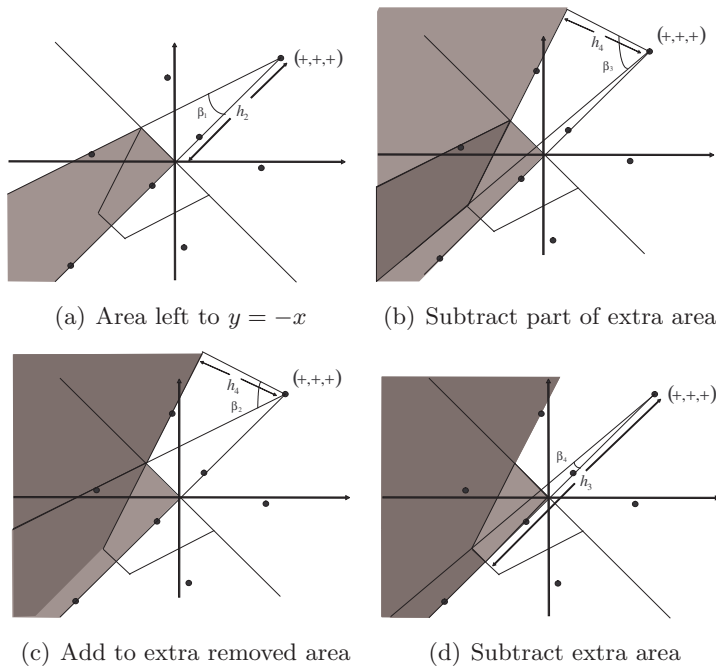 (+,+,+)
β₁
h₂
(+,+,+)
h₄
β₃
(a) Area left to y = −x
(b) Subtract part of extra area
(+,+,+)
h₄
β₂
(+,+,+)
β₄
h₃
(c) Add to extra removed area
(d) Subtract extra area